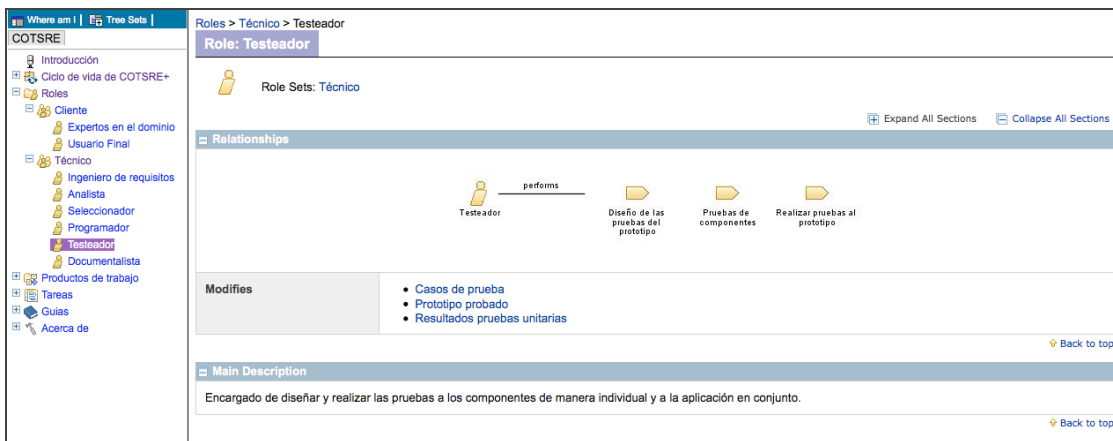 Where am I | Tree Sets |
COTSRE
Introducción
Ciclo de vida de COTSRE+
Roles
Cliente
Expertos en el dominio
Usuario Final
Técnico
Ingeniero de requisitos
Analista
Seleccionador
Programador
Testeador
Documentalista
Productos de trabajo
Tareas
Guias
Acerca de
Roles > Técnico > Testeador
Role: Testeador
Role Sets: Técnico
Expand All Sections Collapse All Sections
Relationships
performs
Testeador
Diseño de las
pruebas del
prototipo
Pruebas de
componentes
Realizar pruebas al
prototipo
Modifies
• Casos de prueba
• Prototipo probado
• Resultados pruebas unitarias
Back to top
Main Description
Encargado de diseñar y realizar las pruebas a los componentes de manera individual y a la aplicación en conjunto.
Back to top